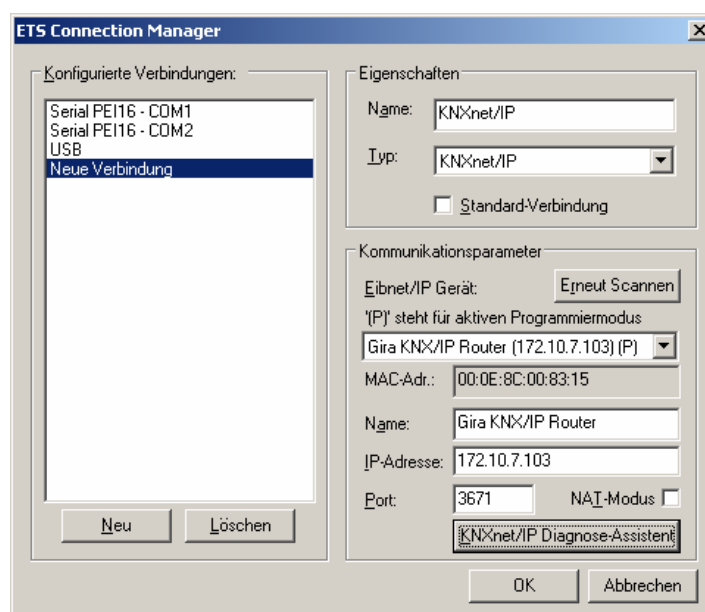 ETS Connection Manager
Konfigurierte Verbindungen:
Serial PEI16 - COM1
Serial PEI16 - COM2
USB
Neue Verbindung
Neu
Löschen
Eigenschaften
Name:
KNXnet/IP
Typ:
KNXnet/IP
Standard-Verbindung
Kommunikationsparameter
Eibnet/IP Gerät:
Erneut Scannen
'(P)' steht für aktiven Programmiermodus
Gira KNX/IP Router (172.10.7.103) (P)
MAC-Adr.:
00:0E:8C:00:83:15
Name:
Gira KNX/IP Router
IP-Adresse:
172.10.7.103
Port:
3671
NAT-Modus
KNXnet/IP Diagnose-Assistent
OK
Abbrechen